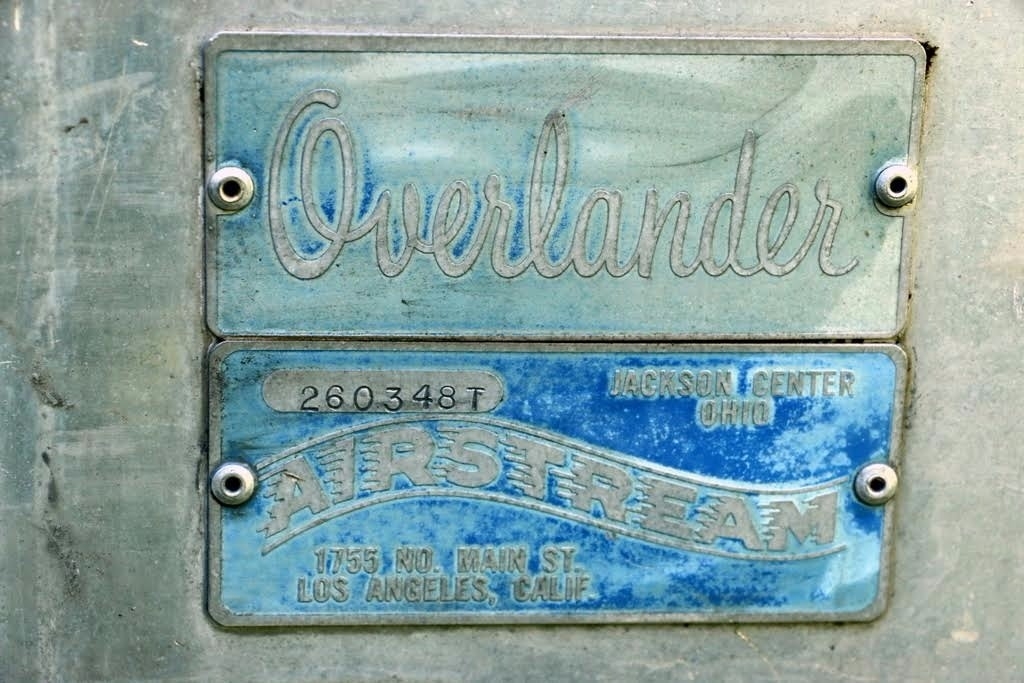 Overlander
260348T
JACKSON CENTER
OHIO
AIRSTREAM
1755 NO. MAIN ST.
LOS ANGELES, CALIF.